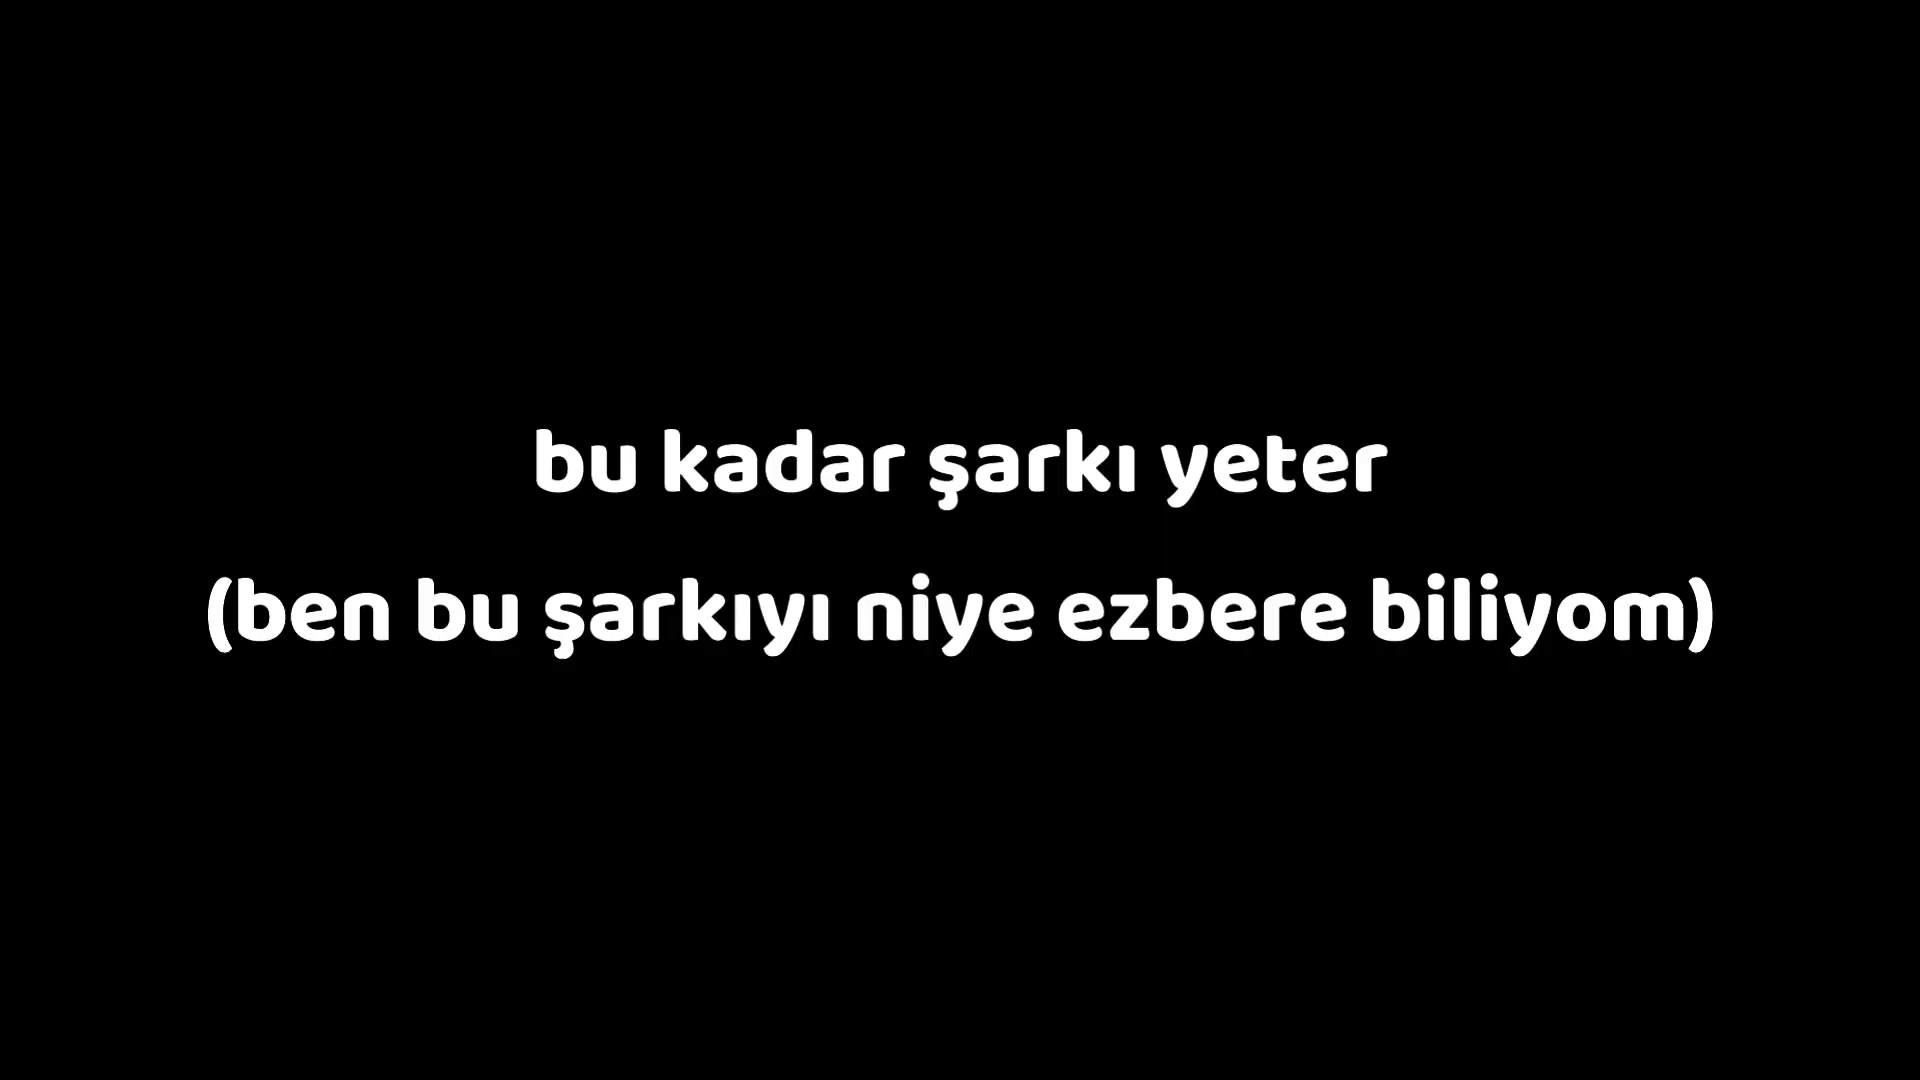 bu kadar şarkı yeter
(ben bu şarkıyı niye ezbere biliyom)